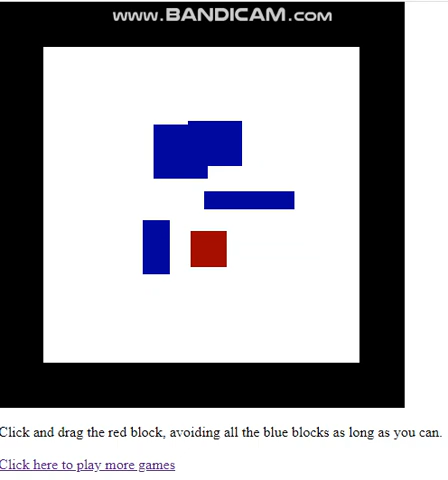 www.BANDICAM.com
Click and drag the red block, avoiding all the blue blocks as long as you can.
Click here to play more games